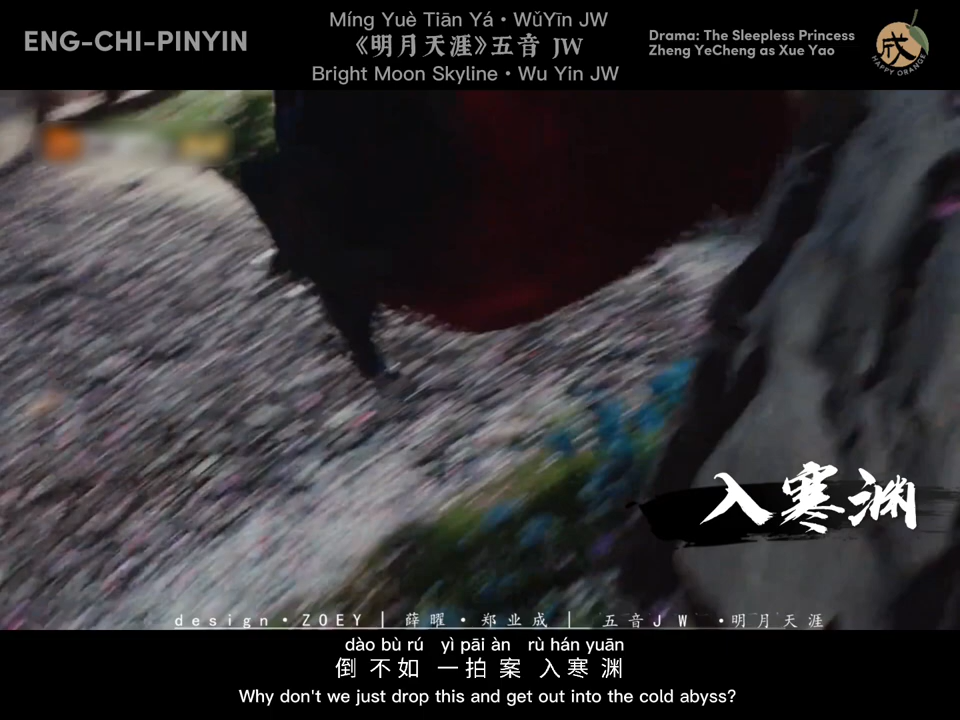 ENG-CHI-PINYIN
Míng Yuè Tiān Yá • WǔYīn JW
《明月天涯》五音 JW
Bright Moon Skyline • Wu Yin JW
Drama: The Sleepless Princess
Zheng YeCheng as Xue Yao
成
HAPPY ORANGE
入寒渊
design・ZOEY | 薛曜・郑业成 | 五音JW ・明月天涯
dào bù rú yì pāi àn rù hán yuān
倒 不如 一拍 案 入寒 渊
Why don't we just drop this and get out into the cold abyss?